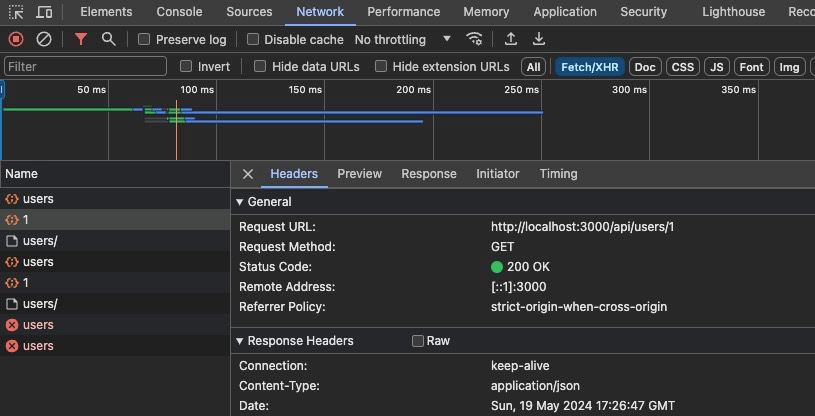 Elements Console Sources Network Performance Memory Application Security Lighthouse
Preserve log Disable cache No throttling
Filter Invert Hide data URLs Hide extension URLs All Fetch/XHR Doc CSS JS Font Img
50 ms 100 ms 150 ms 200 ms 250 ms 300 ms 350 ms
Name Headers Preview Response Initiator Timing
users
1
users/
users
1
users/
users
users
General
Request URL: http://localhost:3000/api/users/1
Request Method: GET
Status Code: 200 OK
Remote Address: [::1]:3000
Referrer Policy: strict-origin-when-cross-origin
Response Headers Raw
Connection: keep-alive
Content-Type: application/json
Date: Sun, 19 May 2024 17:26:47 GMT